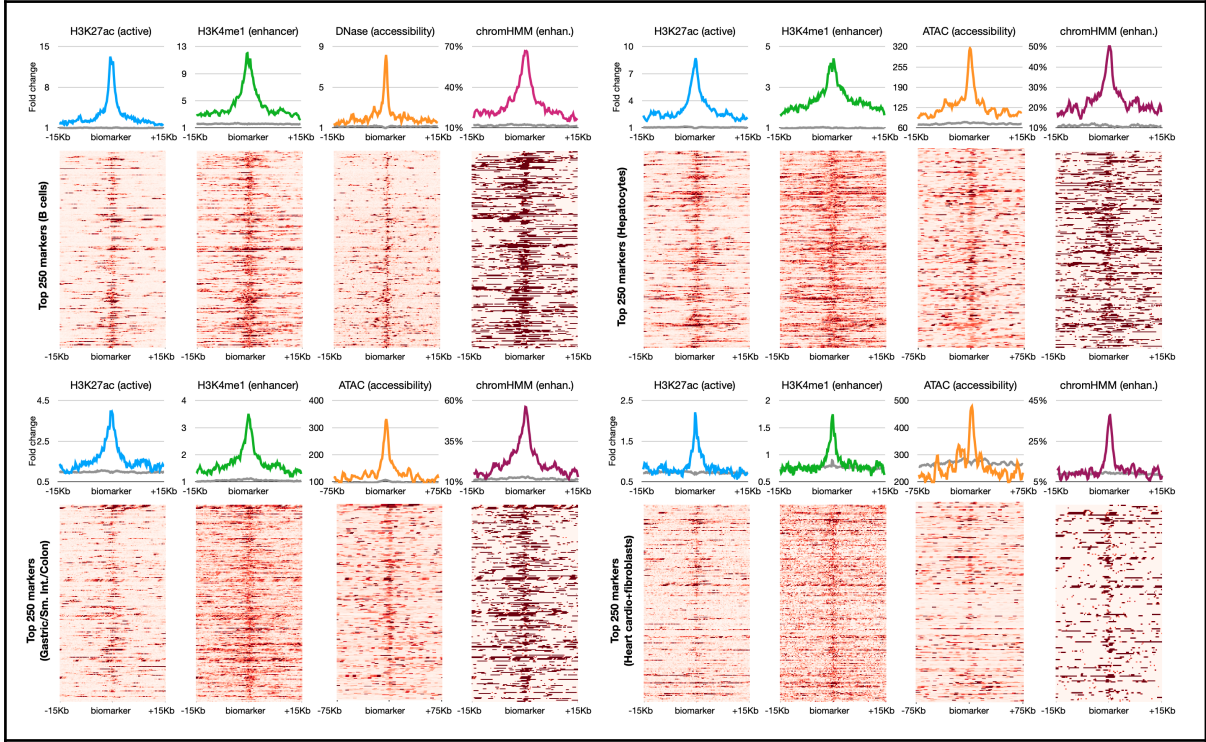 H3K27ac (active) H3K4me1 (enhancer) DNase (accessibility) chromHMM (enhan.)
15 13 9 70%
Fold change
8 9 5 40%
5
1 1 1 10%
-15Kb biomarker +15Kb -15Kb biomarker +15Kb -15Kb biomarker +15Kb -15Kb biomarker +15Kb
Top 250 markers (B cells)
-15Kb biomarker +15Kb -15Kb biomarker +15Kb -75Kb biomarker +15Kb -15Kb biomarker +15Kb
H3K27ac (active) H3K4me1 (enhancer) ATAC (accessibility) chromHMM (enhan.)
10 5 320 50%
Fold change
7 255 40%
3 190 30%
4 125 20%
1 1 60 10%
-15Kb biomarker +15Kb -15Kb biomarker +15Kb -15Kb biomarker +15Kb -15Kb biomarker +15Kb
Top 250 markers (Hepatocytes)
-15Kb biomarker +15Kb -15Kb biomarker +15Kb -75Kb biomarker +75Kb -15Kb biomarker +15Kb
H3K27ac (active) H3K4me1 (enhancer) ATAC (accessibility) chromHMM (enhan.)
4.5 4 400 60%
Fold change
3 300
2.5 35%
2 200
0.5 1 100 10%
-15Kb biomarker +15Kb -15Kb biomarker +15Kb -75Kb biomarker +75Kb -15Kb biomarker +15Kb
Top 250 markers
(Gastric/Sm. Int./Colon)
-15Kb biomarker +15Kb -15Kb biomarker +15Kb -75Kb biomarker +75Kb -15Kb biomarker +15Kb
H3K27ac (active) H3K4me1 (enhancer) ATAC (accessibility) chromHMM (enhan.)
2.5 2 500 45%
Fold change
1.5 1.5 400 25%
1 300
0.5 0.5 200 5%
-15Kb biomarker +15Kb -15Kb biomarker +15Kb -75Kb biomarker +75Kb -15Kb biomarker +15Kb
Top 250 markers
(Heart cardio+fibroblasts)
-15Kb biomarker +15Kb -15Kb biomarker +15Kb -75Kb biomarker +75Kb -15Kb biomarker +15Kb